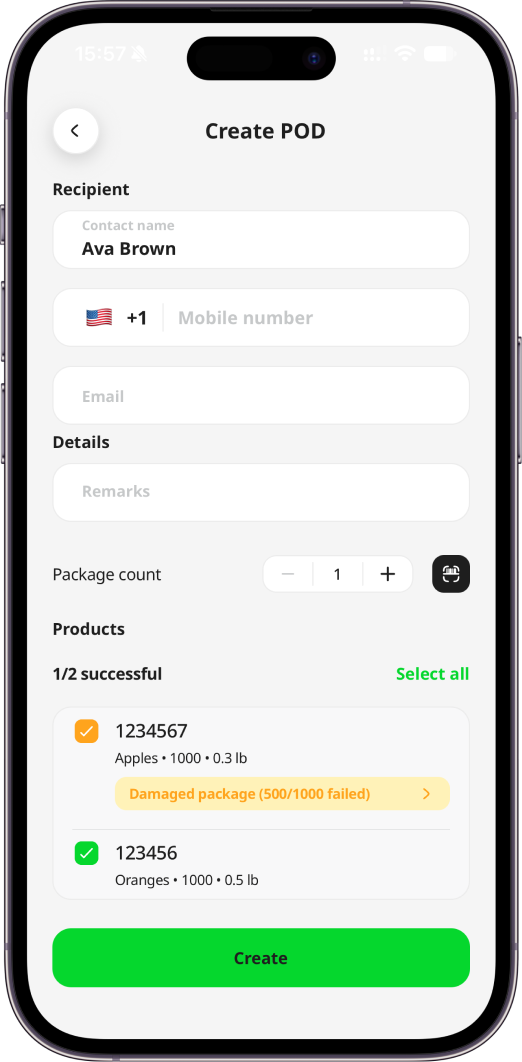 15:57
Create POD
Recipient
Contact name
Ava Brown
+1 Mobile number
Email
Details
Remarks
Package count 1
Products
1/2 successful Select all
1234567
Apples • 1000 • 0.3 lb
Damaged package (500/1000 failed)
123456
Oranges • 1000 • 0.5 lb
Create